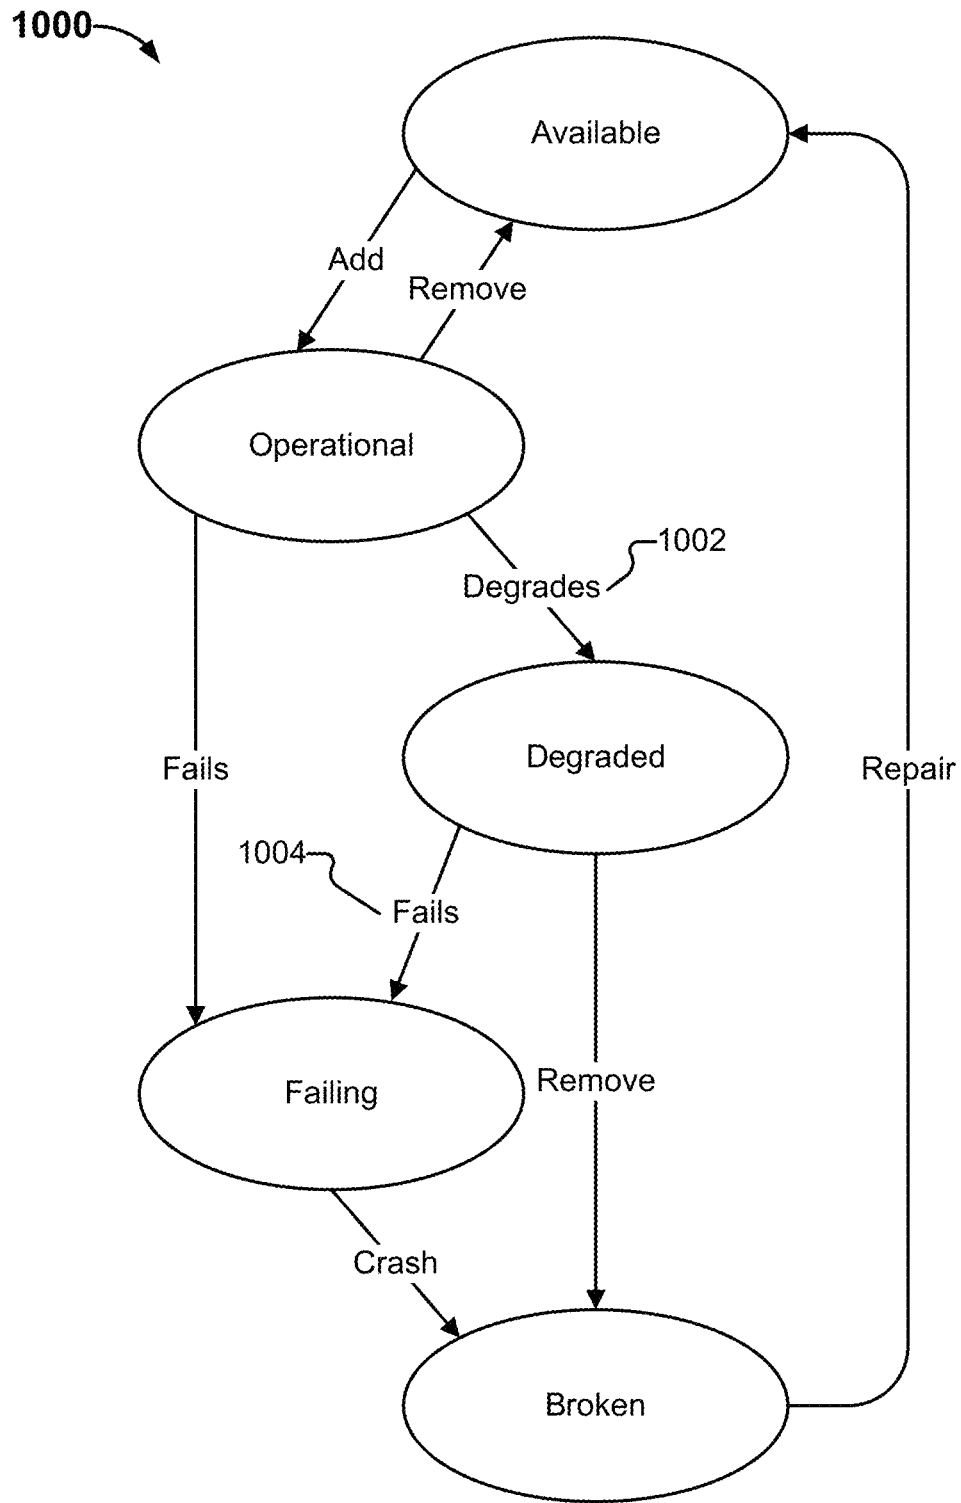 1000
Available
Add
Remove
Operational
1002
Degrades
Degraded
Fails
Repair
1004
Fails
Remove
Failing
Crash
Broken